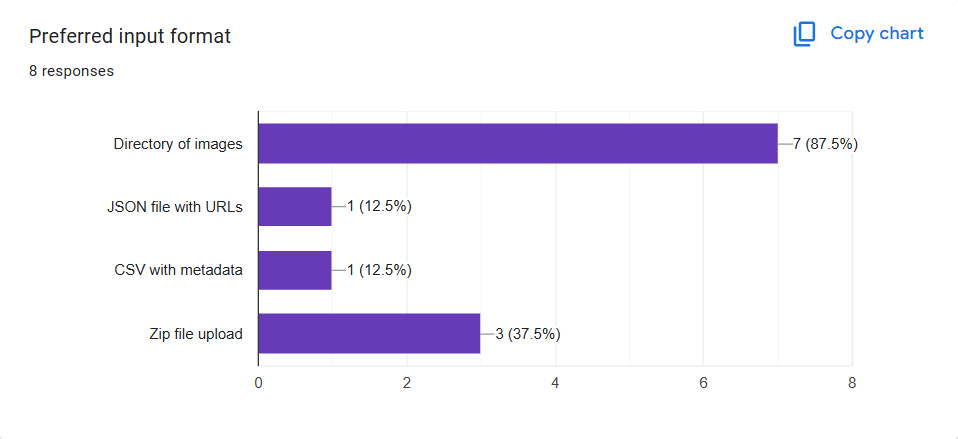 Preferred input format
Copy chart
8 responses
Directory of images
7 (87.5%)
JSON file with URLs
1 (12.5%)
CSV with metadata
1 (12.5%)
Zip file upload
3 (37.5%)
0 2 4 6 8